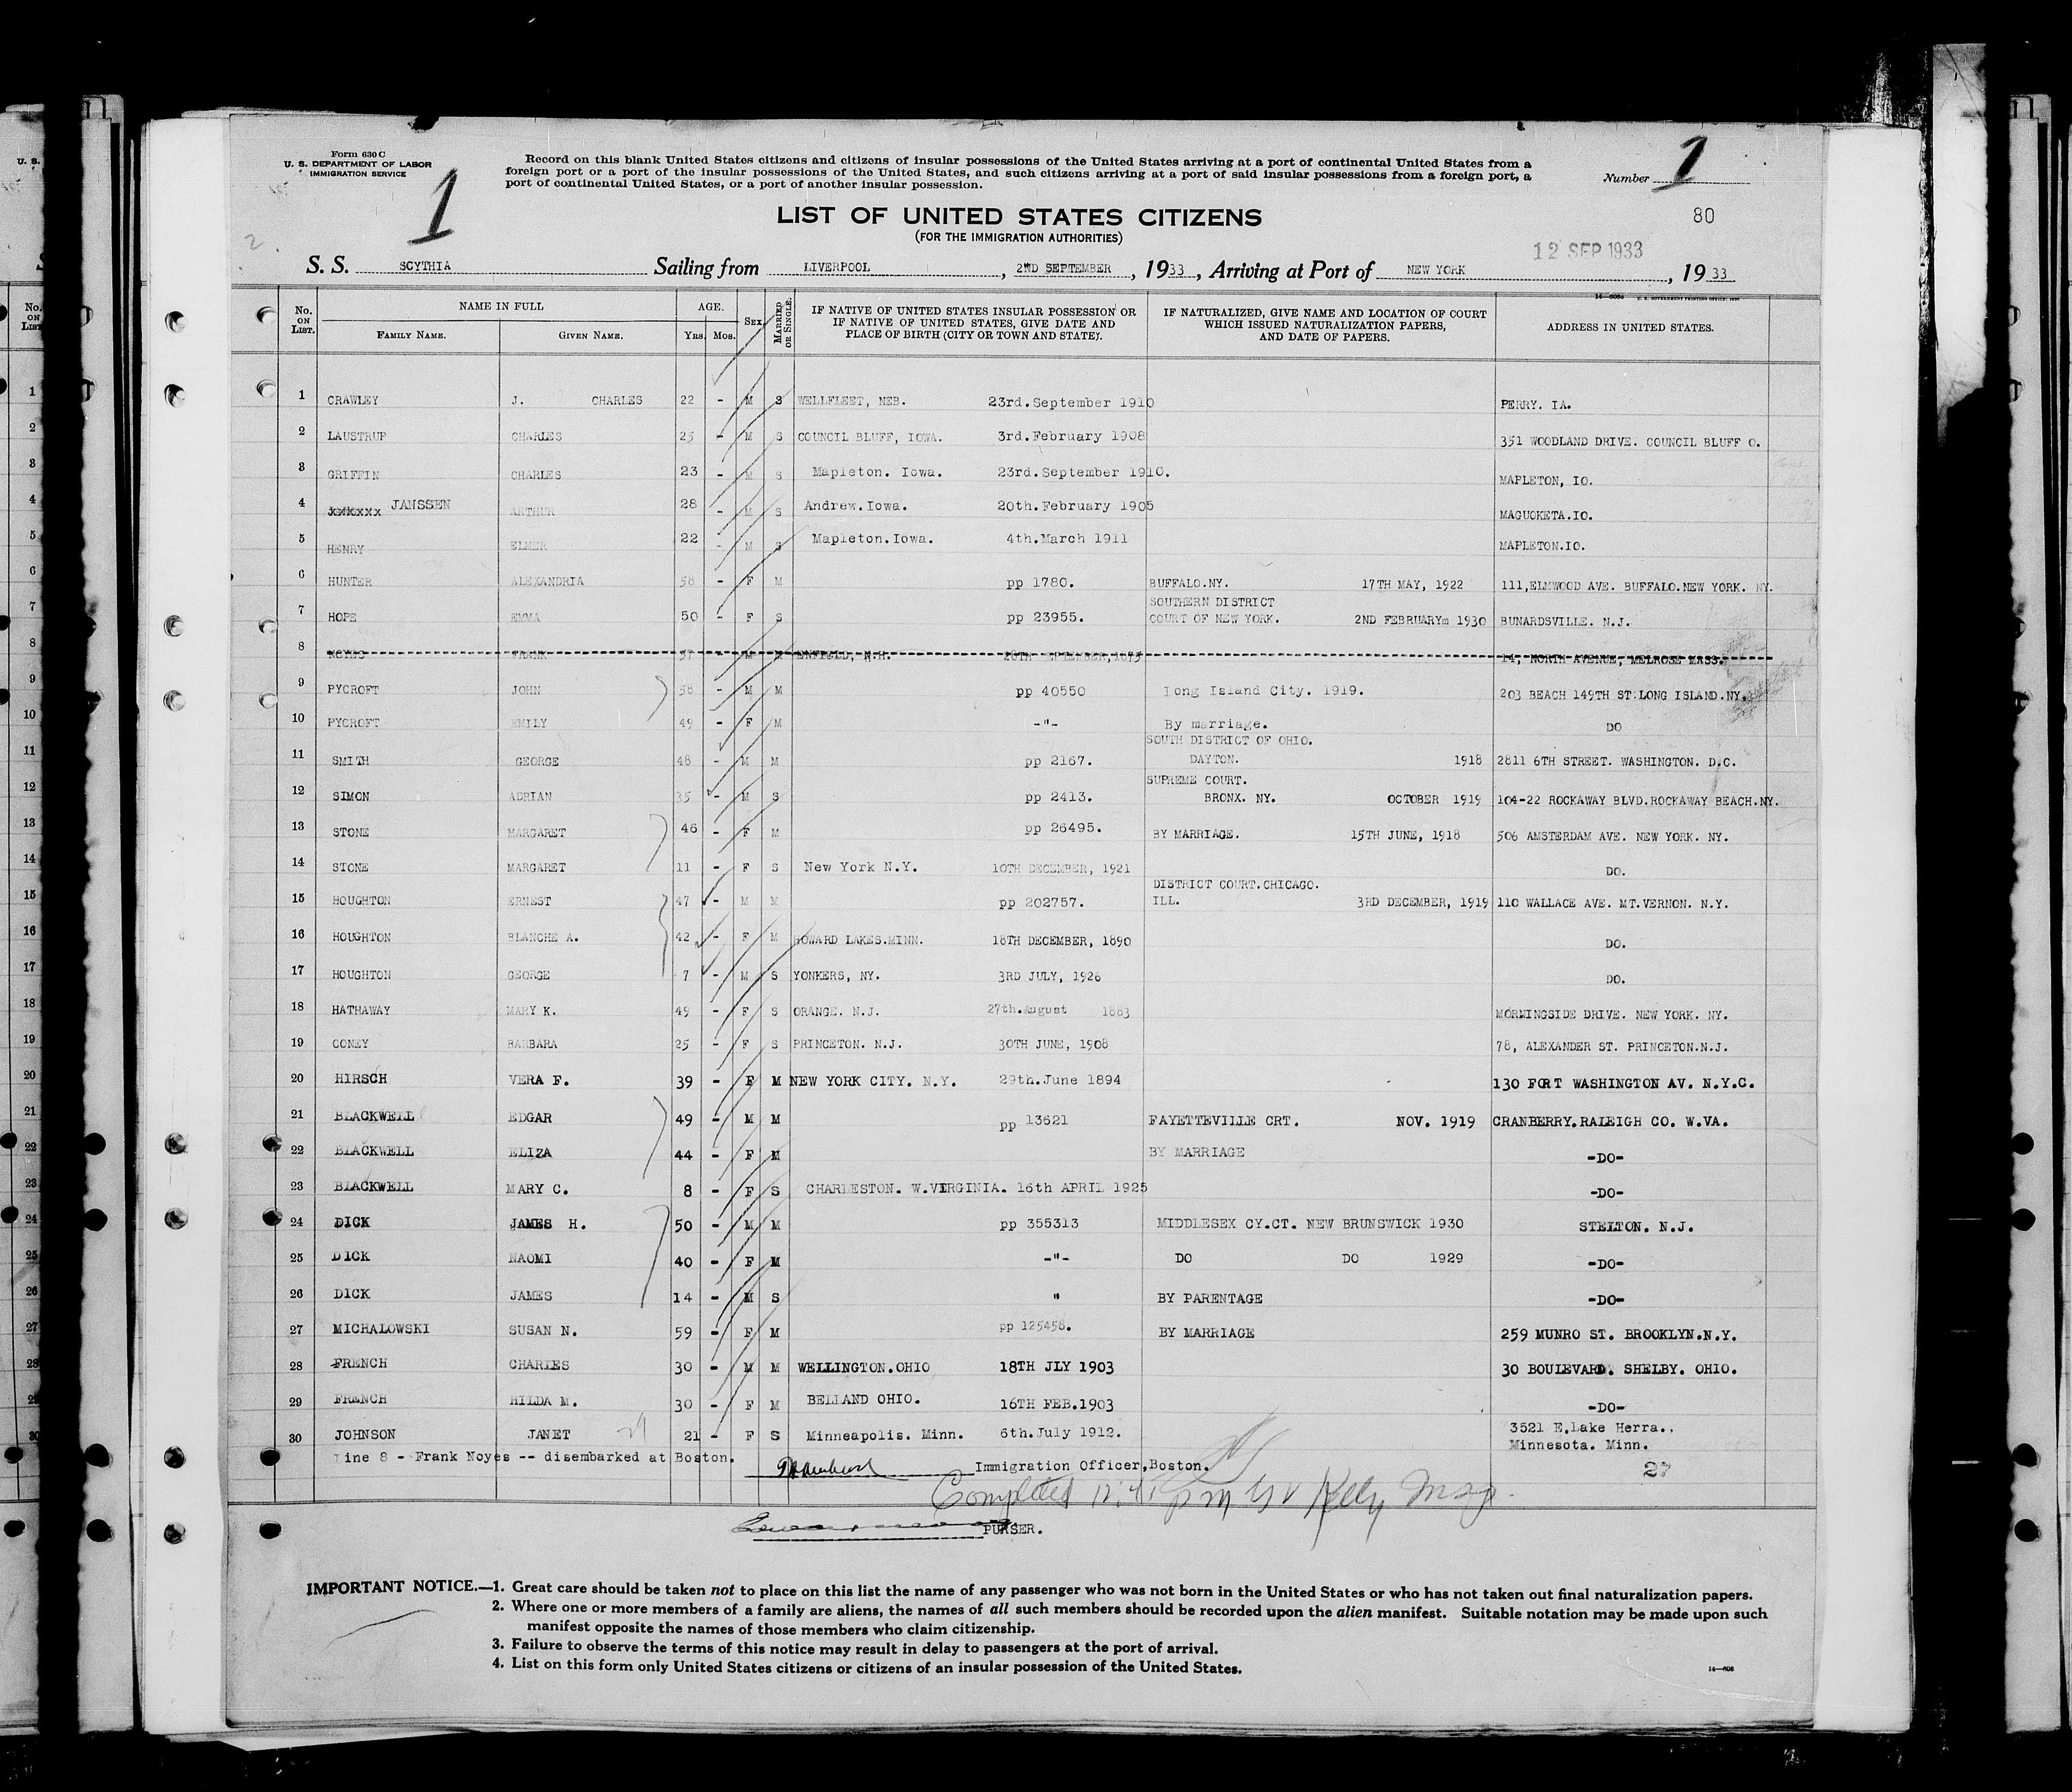 Form 630 C
U. S. DEPARTMENT OF LABOR
IMMIGRATION SERVICE
1
Record on this blank United States citizens and citizens of insular possessions of the United States arriving at a port of continental United States from a
foreign port or a port of the insular possessions of the United States, and such citizens arriving at a port of said insular possessions from a foreign port, a
port of continental United States, or a port of another insular possession.
Number 1
80
LIST OF UNITED STATES CITIZENS
(FOR THE IMMIGRATION AUTHORITIES)
12 SEP 1933
S. S. SCYTHIA Sailing from LIVERPOOL, 2ND SEPTEMBER, 1933, Arriving at Port of NEW YORK, 1933
No. ON LIST. NAME IN FULL AGE. SEX MARRIED OR SINGLE. IF NATIVE OF UNITED STATES INSULAR POSSESSION OR IF NATIVE OF UNITED STATES, GIVE DATE AND PLACE OF BIRTH (CITY OR TOWN AND STATE). IF NATURALIZED, GIVE NAME AND LOCATION OF COURT WHICH ISSUED NATURALIZATION PAPERS, AND DATE OF PAPERS. ADDRESS IN UNITED STATES.
FAMILY NAME. GIVEN NAME. Yrs. Mos.
1 CRAWLEY J. CHARLES 22 - M S WELLFLEET, NEB. 23rd.September 1910 PERRY. IA.
2 LAUSTRUP CHARLES 25 - M S COUNCIL BLUFF, IOWA. 3rd.February 1908 351 WOODLAND DRIVE. COUNCIL BLUFF O.
3 GRIFFIN CHARLES 23 - M S Mapleton. Iowa. 23rd.September 1910. MAPLETON, IO.
4 xxxxxx JANSSEN ARTHUR 28 - M S Andrew.Iowa. 20th.February 1905 MAGUOKETA.IO.
5 HENRY ELMER 22 - M S Mapleton.Iowa. 4th.March 1911 MAPLETON.IO.
6 HUNTER ALEXANDRIA 58 - F M pp 1780. BUFFALO.NY. 17TH MAY, 1922 111,ELMWOOD AVE. BUFFALO.NEW YORK. NY.
7 HOPE EMMA 50 - F S pp 23955. SOUTHERN DISTRICT COURT OF NEW YORK. 2ND FEBRUARYm 1930 BUNARDSVILLE. N.J.
8 NOYES FRANK 57 - M M ENFIELD, N.H. 14, NORTH AVENUE, MELROSE MASS.
9 PYCROFT JOHN 58 - M M pp 40550 Long Island City. 1919. 203 BEACH 149TH ST.LONG ISLAND.NY.
10 PYCROFT EMILY 49 - F M -"- By marriage. DO
11 SMITH GEORGE 48 - M M pp 2167. SOUTH DISTRICT OF OHIO. DAYTON. 1918 2811 6TH STREET. WASHINGTON. D.C.
12 SIMON ADRIAN 35 - M S pp 2413. SUPREME COURT. BRONX. NY. OCTOBER 1919 104-22 ROCKAWAY BLVD.ROCKAWAY BEACH.NY.
13 STONE MARGARET 46 - F M pp 26495. BY MARRIAGE. 15TH JUNE, 1918 506 AMSTERDAM AVE. NEW YORK. NY.
14 STONE MARGARET 11 - F S New York N.Y. 10TH DECEMBER, 1921 DO.
15 HOUGHTON ERNEST 47 - M M pp 202757. DISTRICT COURT.CHICAGO. ILL. 3RD DECEMBER, 1919 110 WALLACE AVE. MT.VERNON. N.Y.
16 HOUGHTON BLANCHE A. 42 - F M HOWARD LAKES.MINN. 18TH DECEMBER, 1890 DO.
17 HOUGHTON GEORGE 7 - M S YONKERS, NY. 3RD JULY, 1926 DO.
18 HATHAWAY MARY K. 49 - F S ORANGE. N.J. 27th.August 1883 MORNINGSIDE DRIVE. NEW YORK. NY.
19 CONEY BARBARA 25 - F S PRINCETON. N.J. 30TH JUNE, 1908 78, ALEXANDER ST. PRINCETON.N.J.
20 HIRSCH VERA F. 39 - F M NEW YORK CITY. N.Y. 29th.June 1894 130 FORT WASHINGTON AV. N.Y.C.
21 BLACKWELL EDGAR 49 - M M pp 13621 FAYETTEVILLE CRT. NOV. 1919 CRANBERRY.RALEIGH CO. W.VA.
22 BLACKWELL ELIZA 44 - F M BY MARRIAGE -DO-
23 BLACKWELL MARY C. 8 - F S CHARLESTON. W.VIRGINIA. 16th APRIL 1925 -DO-
24 DICK JAMES H. 50 - M M pp 355313 MIDDLESEX CY.CT. NEW BRUNSWICK 1930 STELTON. N.J.
25 DICK NAOMI 40 - F M -"- DO DO 1929 -DO-
26 DICK JAMES 14 - M S " BY PARENTAGE -DO-
27 MICHALOWSKI SUSAN N. 59 - F M pp 125458. BY MARRIAGE 259 MUNRO ST. BROOKLYN.N.Y.
28 FRENCH CHARLES 30 - M M WELLINGTON.OHIO 18TH JLY 1903 30 BOULEVARD. SHELBY. OHIO.
29 FRENCH HILDA M. 30 - F M BELLAND OHIO. 16TH FEB.1903 -DO-
30 JOHNSON JANET 21 - F S Minneapolis. Minn. 6th.July 1912. 3521 E.Lake Herra., Minnesota. Minn.
Line 8 - Frank Noyes -- disembarked at Boston. Immigration Officer,Boston.
27
Completed
PURSER.
IMPORTANT NOTICE.—1. Great care should be taken not to place on this list the name of any passenger who was not born in the United States or who has not taken out final naturalization papers.
2. Where one or more members of a family are aliens, the names of all such members should be recorded upon the alien manifest. Suitable notation may be made upon such
manifest opposite the names of those members who claim citizenship.
3. Failure to observe the terms of this notice may result in delay to passengers at the port of arrival.
4. List on this form only United States citizens or citizens of an insular possession of the United States.
14—608